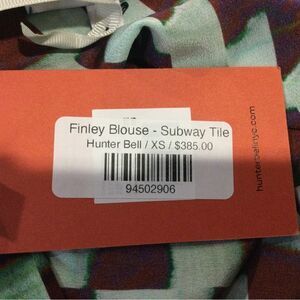 Finley Blouse - Subway Tile
Hunter Bell / XS / $385.00
94502906
hunterbellnyc.com